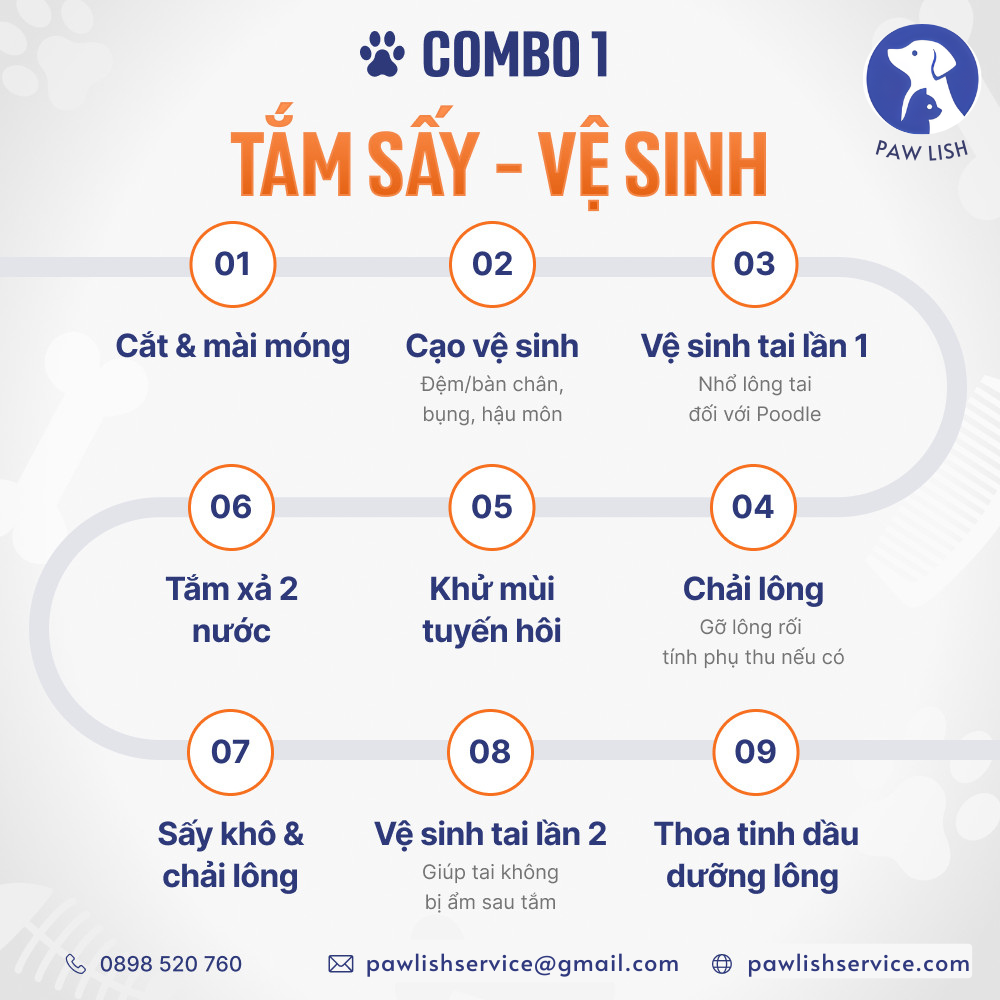 COMBO 1
PAW LISH
TẮM SẤY - VỆ SINH
01
Cắt & mài móng
02
Cạo vệ sinh
Đệm/bàn chân,
bụng, hậu môn
03
Vệ sinh tai lần 1
Nhổ lông tai
đối với Poodle
04
Chải lông
Gỡ lông rối
tính phụ thu nếu có
05
Khử mùi
tuyến hôi
06
Tắm xả 2
nước
07
Sấy khô &
chải lông
08
Vệ sinh tai lần 2
Giúp tai không
bị ẩm sau tắm
09
Thoa tinh dầu
dưỡng lông
0898 520 760
pawlishservice@gmail.com
pawlishservice.com